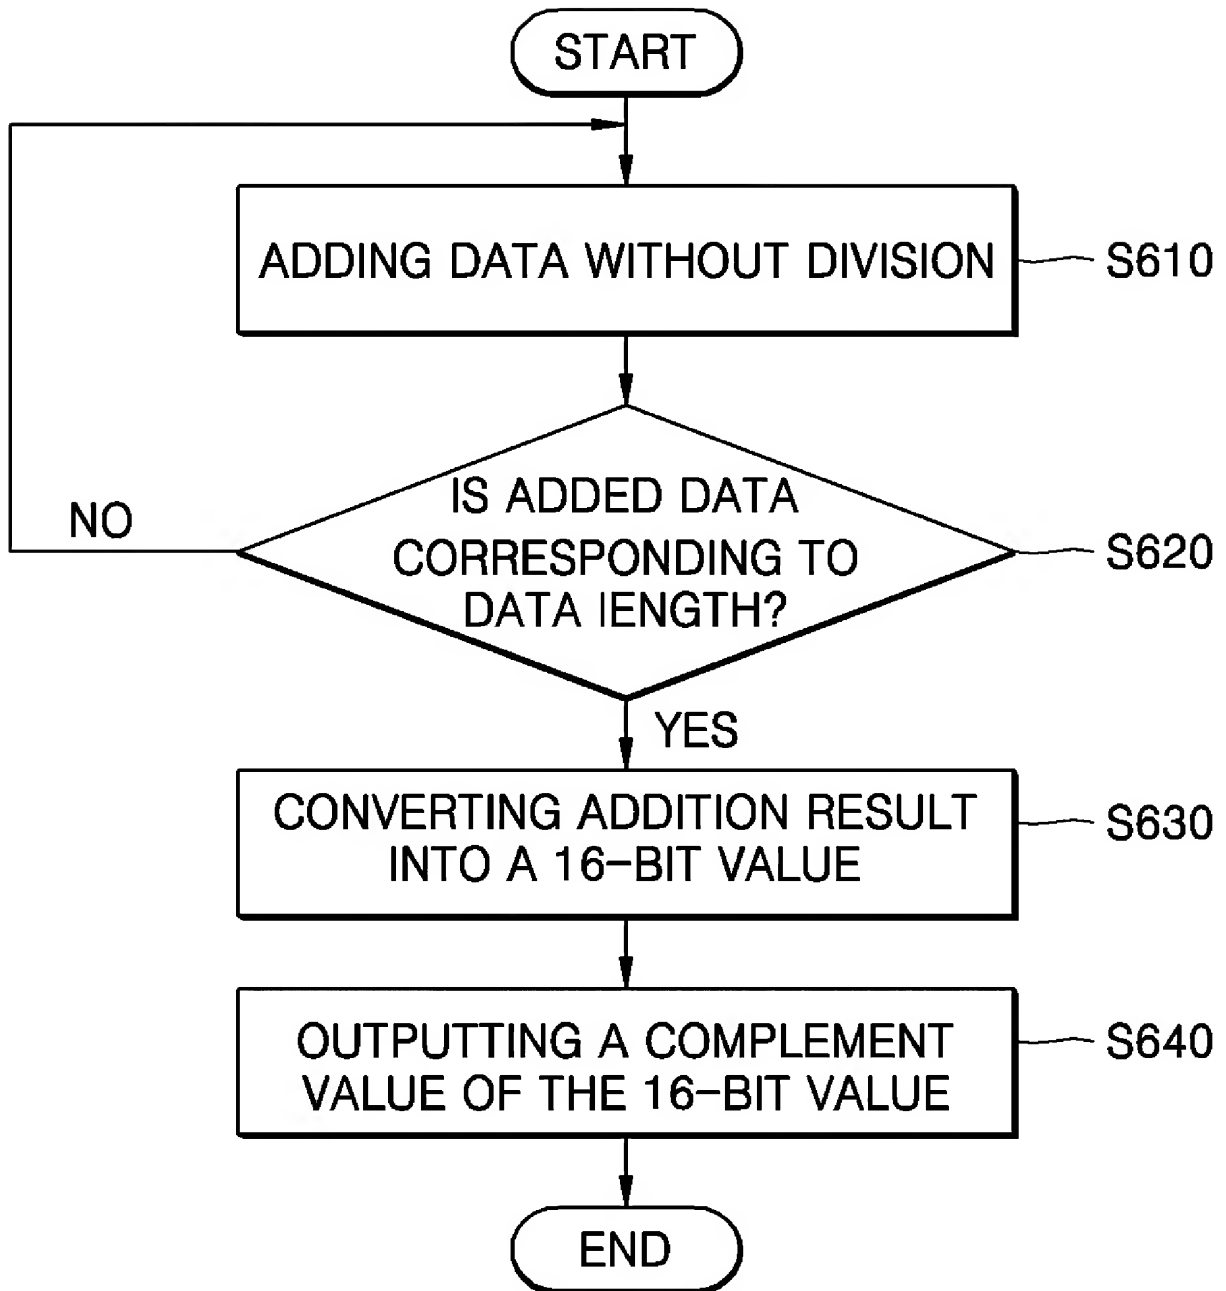 START
ADDING DATA WITHOUT DIVISION
S610
IS ADDED DATA
CORRESPONDING TO
DATA lENGTH?
S620
NO
YES
CONVERTING ADDITION RESULT
INTO A 16-BIT VALUE
S630
OUTPUTTING A COMPLEMENT
VALUE OF THE 16-BIT VALUE
S640
END